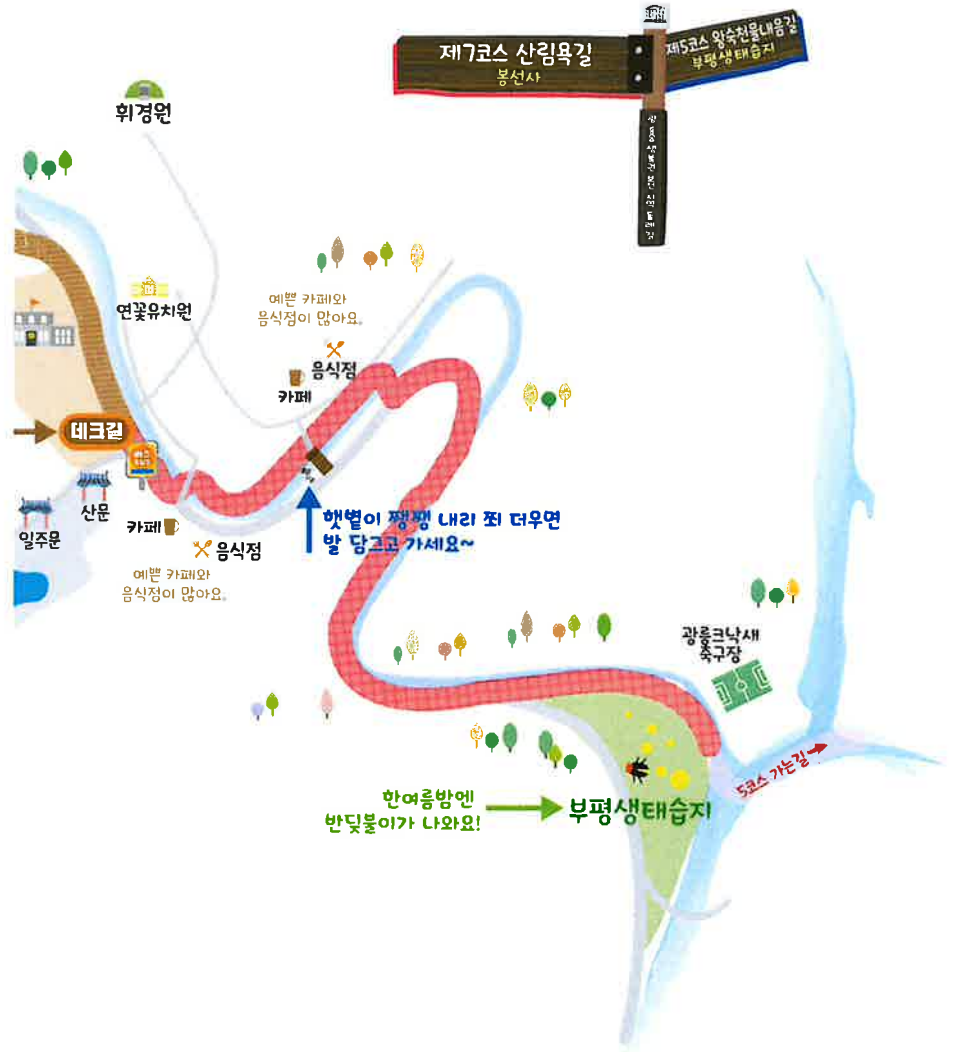 제7코스 산림욕길
봉선사
제5코스 왕숙천물내음길
부평생태습지
휘경원
연꽃유치원
예쁜 카페와
음식점이 많아요.
음식점
카페
데크길
산문
일주문
카페
음식점
예쁜 카페와
음식점이 많아요.
햇볕이 쨍쨍 내리 쬐 더우면
발 담그고 가세요~
광릉크낙새
축구장
5코스 가는길
한여름밤엔
반딧불이가 나와요!
부평생태습지